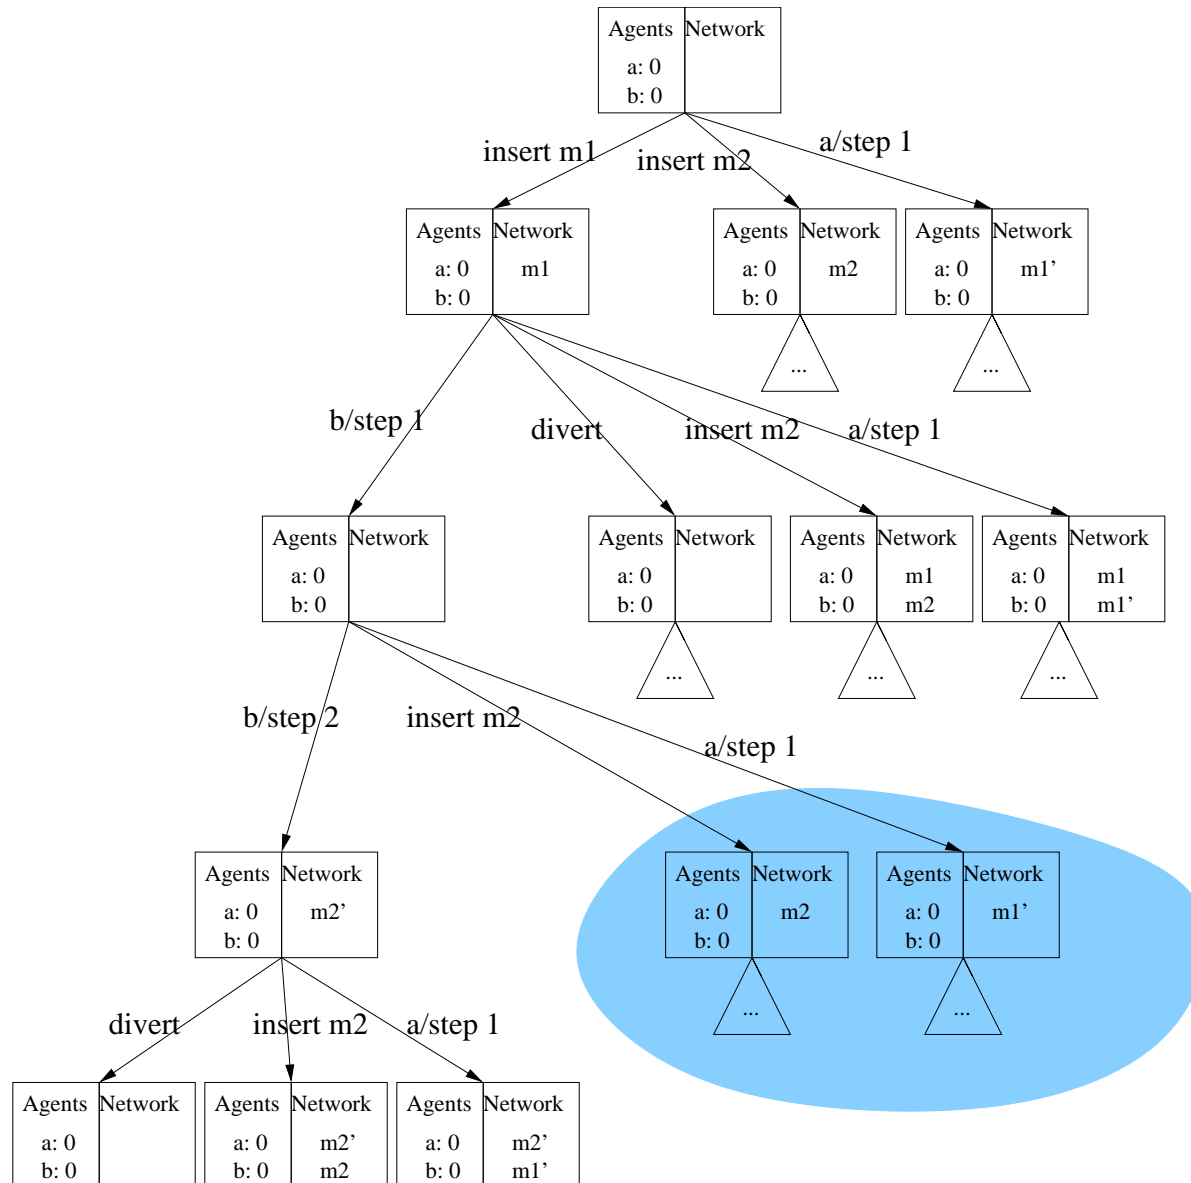 Agents Network
a: 0
b: 0
insert m1
insert m2
a/step 1
Agents Network
a: 0 m1
b: 0
Agents Network
a: 0 m2
b: 0
...
Agents Network
a: 0 m1’
b: 0
...
b/step 1
divert
insert m2
a/step 1
Agents Network
a: 0
b: 0
Agents Network
a: 0
b: 0
...
Agents Network
a: 0 m1
b: 0 m2
...
Agents Network
a: 0 m1
b: 0 m1’
...
b/step 2
insert m2
a/step 1
Agents Network
a: 0 m2’
b: 0
Agents Network
a: 0 m2
b: 0
...
Agents Network
a: 0 m1’
b: 0
...
divert
insert m2
a/step 1
Agents Network
a: 0
b: 0
Agents Network
a: 0 m2’
b: 0 m2
Agents Network
a: 0 m2’
b: 0 m1’